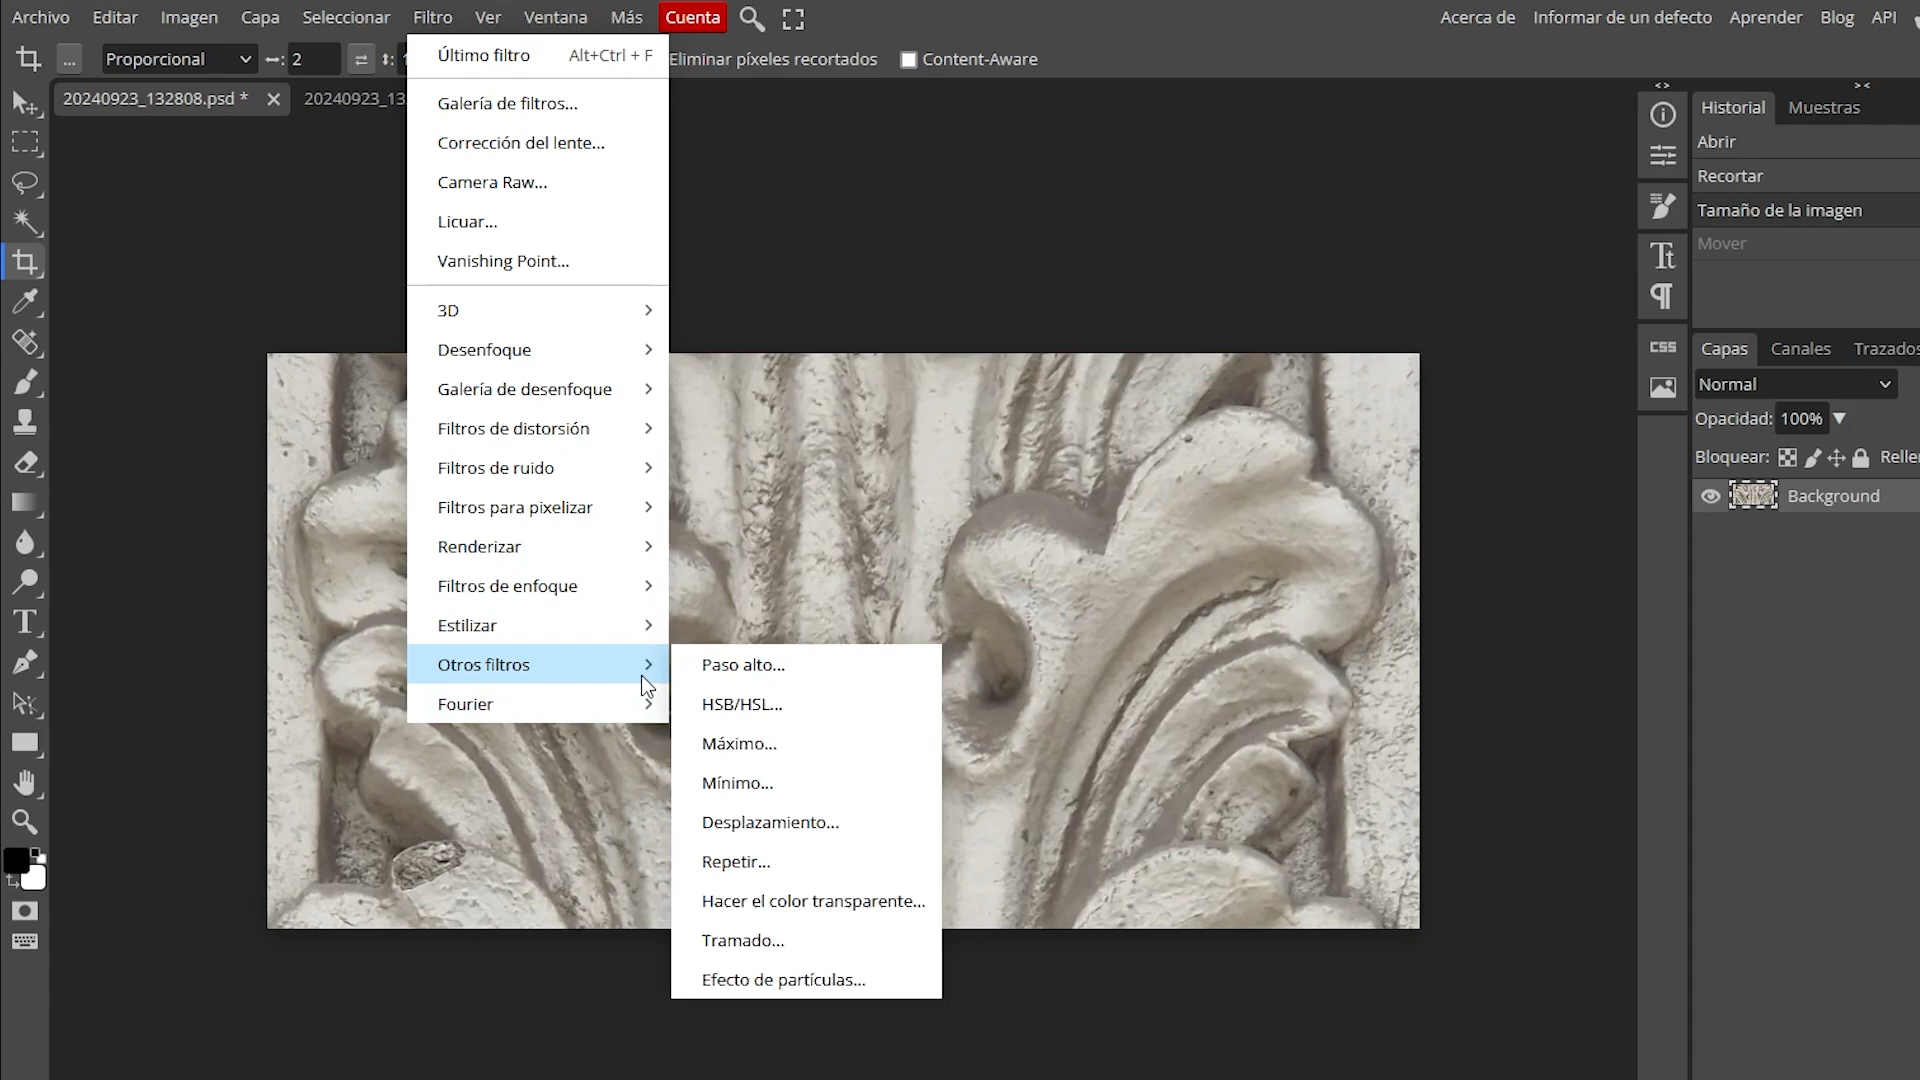 Archivo Editar Imagen Capa Seleccionar Filtro Ver Ventana Más Cuenta Acerca de Informar de un defecto Aprender Blog API
... Proporcional 2 Eliminar píxeles recortados Content-Aware
20240923_132808.psd * 20240923_13
Último filtro Alt+Ctrl + F
Galería de filtros...
Corrección del lente...
Camera Raw...
Licuar...
Vanishing Point...
3D
Desenfoque
Galería de desenfoque
Filtros de distorsión
Filtros de ruido
Filtros para pixelizar
Renderizar
Filtros de enfoque
Estilizar
Otros filtros
Fourier
Paso alto...
HSB/HSL...
Máximo...
Mínimo...
Desplazamiento...
Repetir...
Hacer el color transparente...
Tramado...
Efecto de partículas...
CSS
Historial Muestras
Abrir
Recortar
Tamaño de la imagen
Mover
Capas Canales Trazados
Normal
Opacidad: 100%
Bloquear: Reller
Background